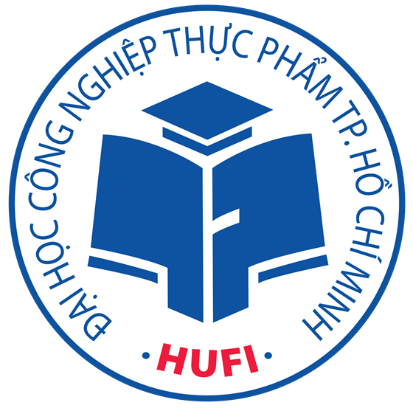 ĐẠI HỌC CÔNG NGHIỆP THỰC PHẨM TP. HỒ CHÍ MINH
· HUFI ·